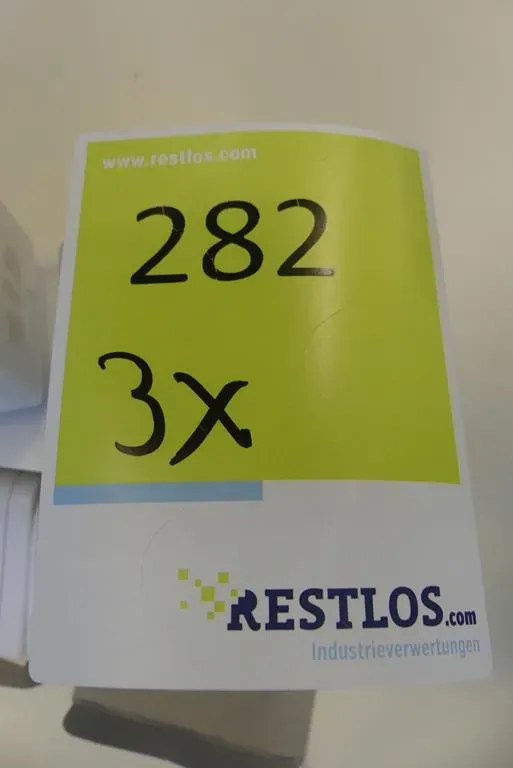 www.restlos.com
282
3x
RESTLOS.com
Industrieverwertungen